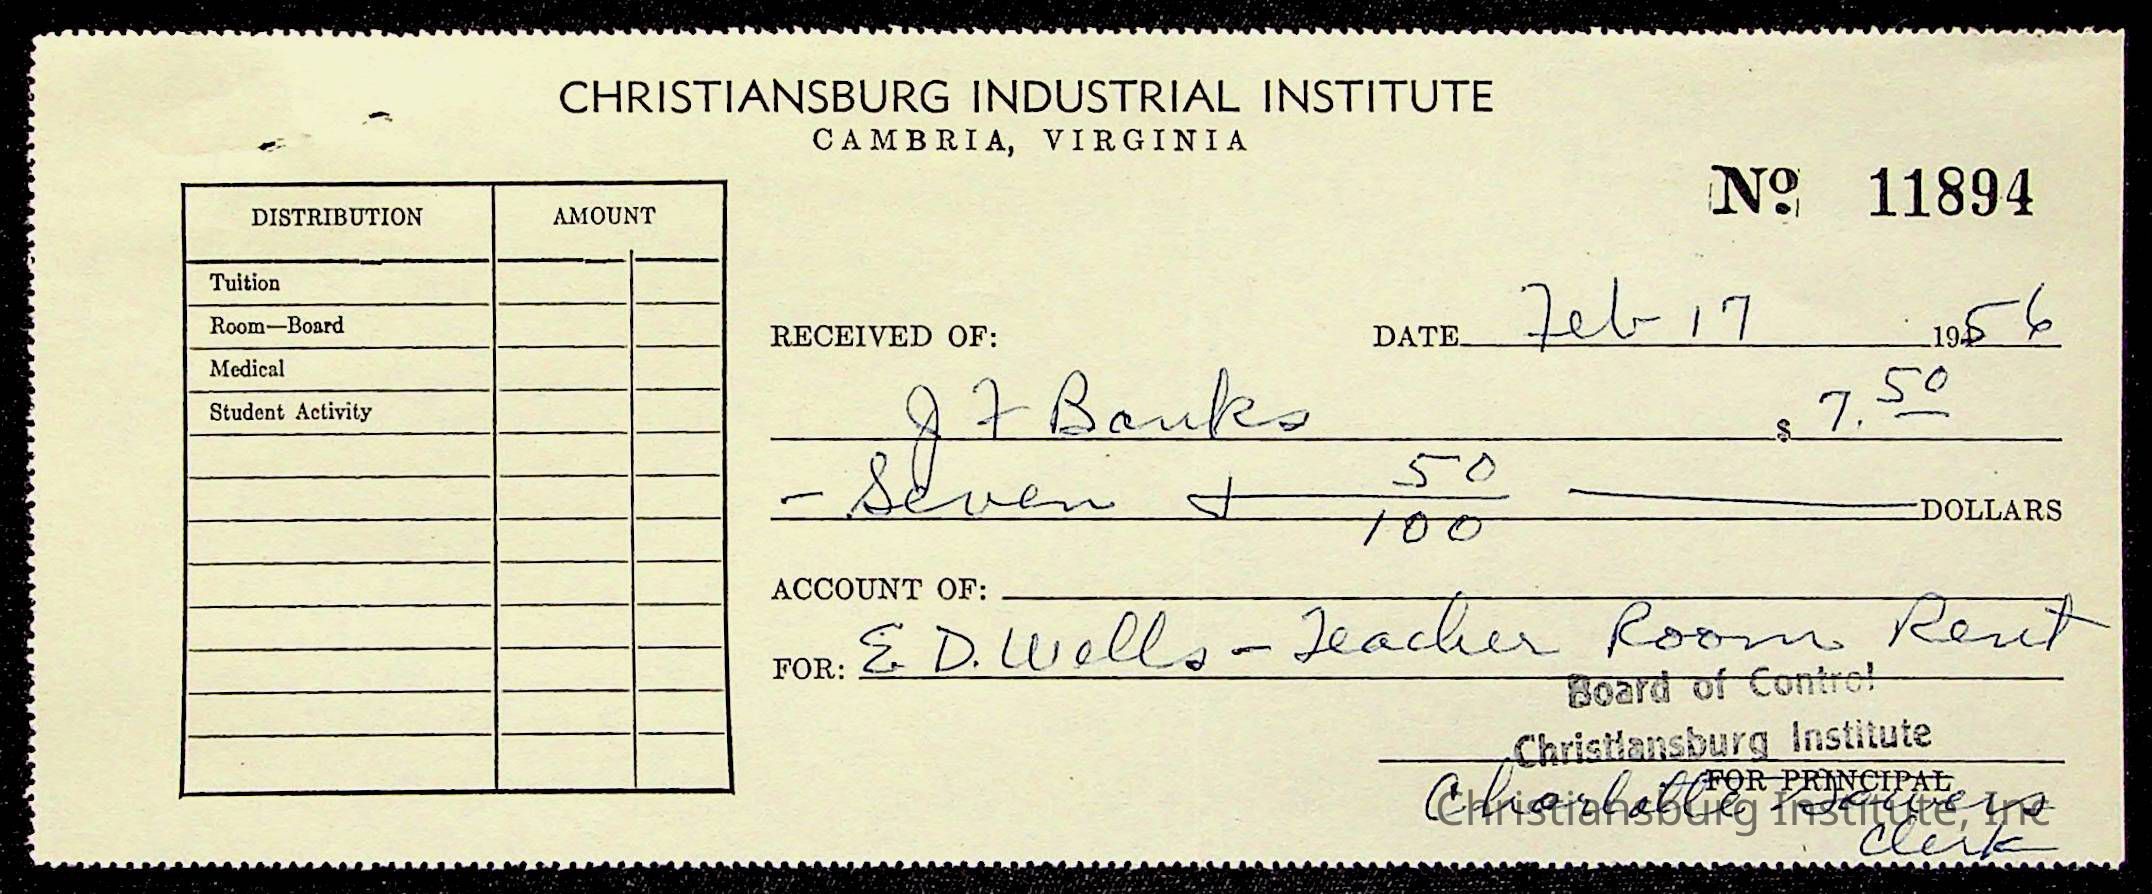 CHRISTIANSBURG INDUSTRIAL INSTITUTE
CAMBRIA, VIRGINIA
Nº 11894
DISTRIBUTION AMOUNT
Tuition
Room—Board
Medical
Student Activity
RECEIVED OF: DATE Feb 17 1956
J F Banks $ 7.50
- Seven + 50/100 DOLLARS
ACCOUNT OF:
FOR: E. D. Wells - Teacher Room Rent
Board of Control
Christiansburg Institute
FOR PRINCIPAL
Charlotte
Christiansburg Institute, Inc
Clerk